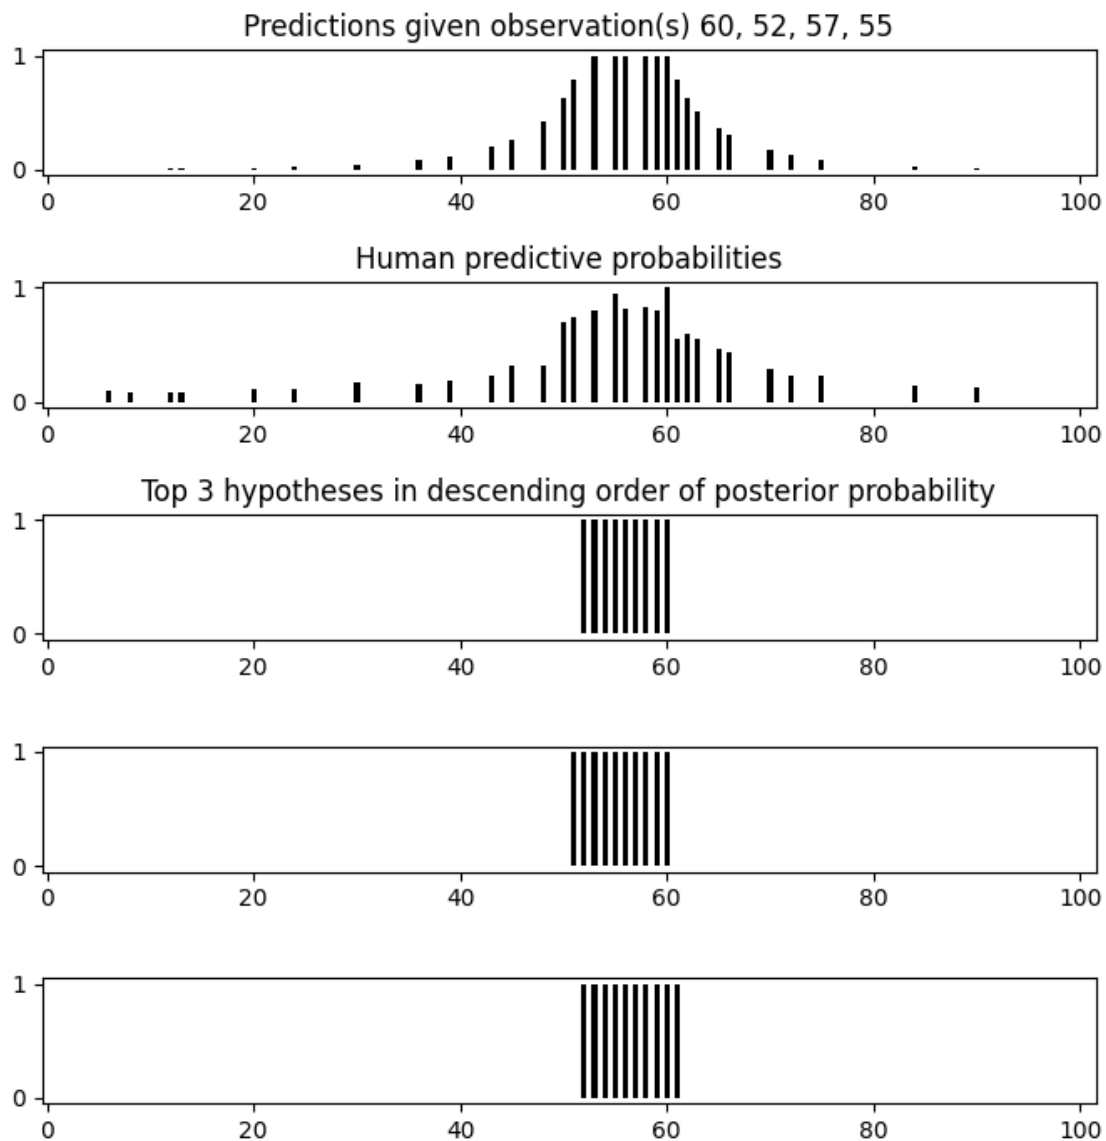 Predictions given observation(s) 60, 52, 57, 55
1
0
0 20 40 60 80 100
Human predictive probabilities
1
0
0 20 40 60 80 100
Top 3 hypotheses in descending order of posterior probability
1
0
0 20 40 60 80 100
1
0
0 20 40 60 80 100
1
0
0 20 40 60 80 100